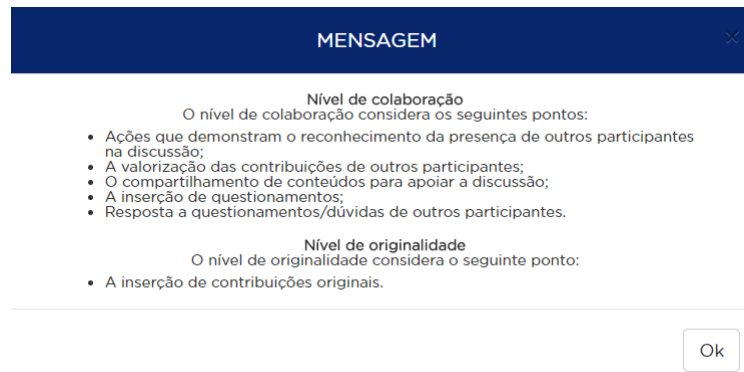 MENSAGEM
×
Nível de colaboração
O nível de colaboração considera os seguintes pontos:
• Ações que demonstram o reconhecimento da presença de outros participantes
na discussão;
• A valorização das contribuições de outros participantes;
• O compartilhamento de conteúdos para apoiar a discussão;
• A inserção de questionamentos;
• Resposta a questionamentos/dúvidas de outros participantes.
Nível de originalidade
O nível de originalidade considera o seguinte ponto:
• A inserção de contribuições originais.
Ok